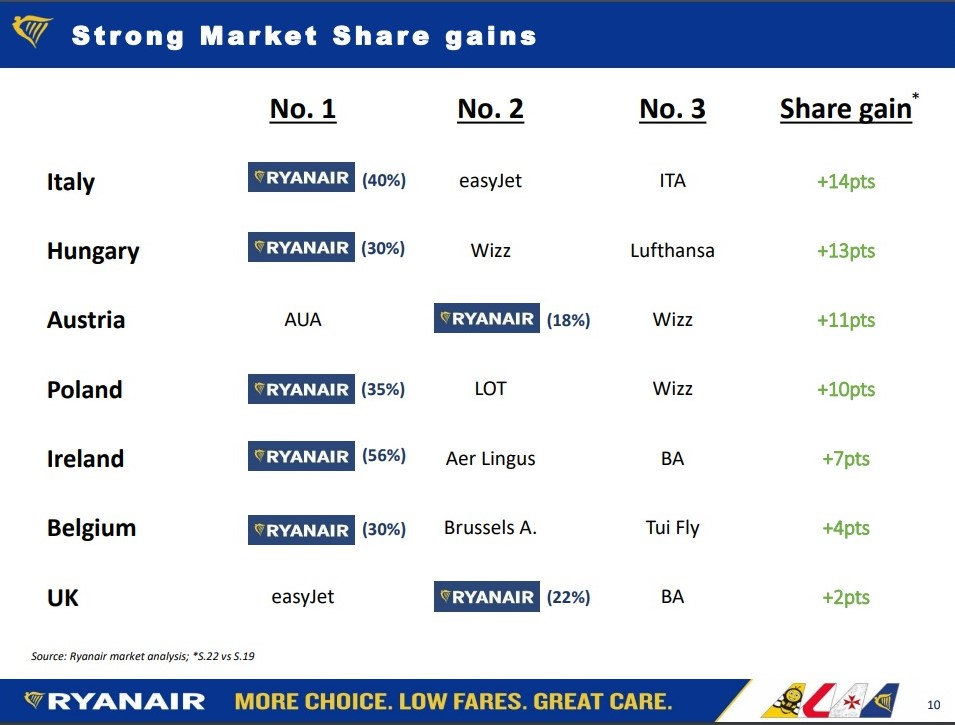 Strong Market Share gains
No. 1 No. 2 No. 3 Share gain*
Italy RYANAIR (40%) easyJet ITA +14pts
Hungary RYANAIR (30%) Wizz Lufthansa +13pts
Austria AUA RYANAIR (18%) Wizz +11pts
Poland RYANAIR (35%) LOT Wizz +10pts
Ireland RYANAIR (56%) Aer Lingus BA +7pts
Belgium RYANAIR (30%) Brussels A. Tui Fly +4pts
UK easyJet RYANAIR (22%) BA +2pts
Source: Ryanair market analysis; *S.22 vs S.19
RYANAIR MORE CHOICE. LOW FARES. GREAT CARE. 10